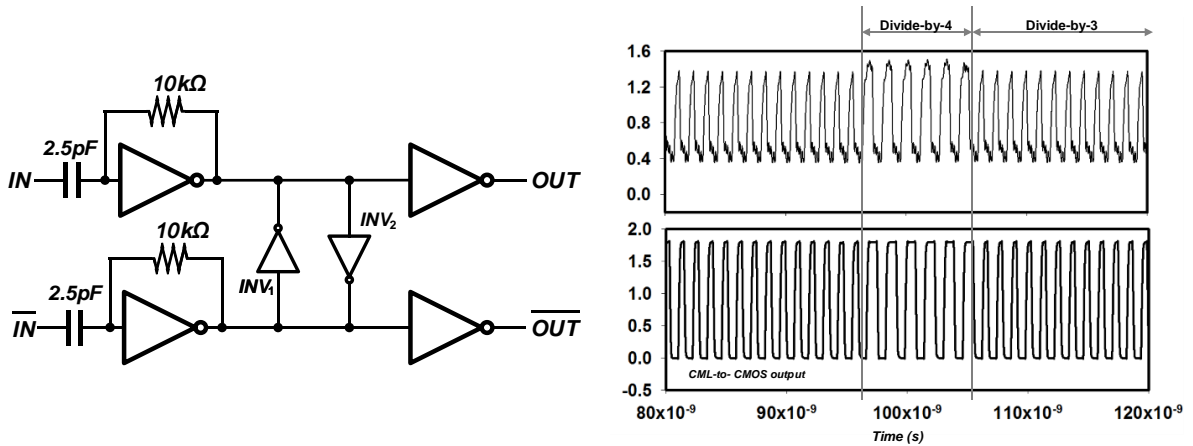 10kΩ
2.5pF
IN
OUT
INV1
INV2
10kΩ
2.5pF
IN
OUT
Divide-by-4
Divide-by-3
1.6
1.2
0.8
0.4
0.0
2.0
1.5
1.0
0.5
0.0
-0.5
CML-to- CMOS output
80x10-9
90x10-9
100x10-9
110x10-9
120x10-9
Time (s)